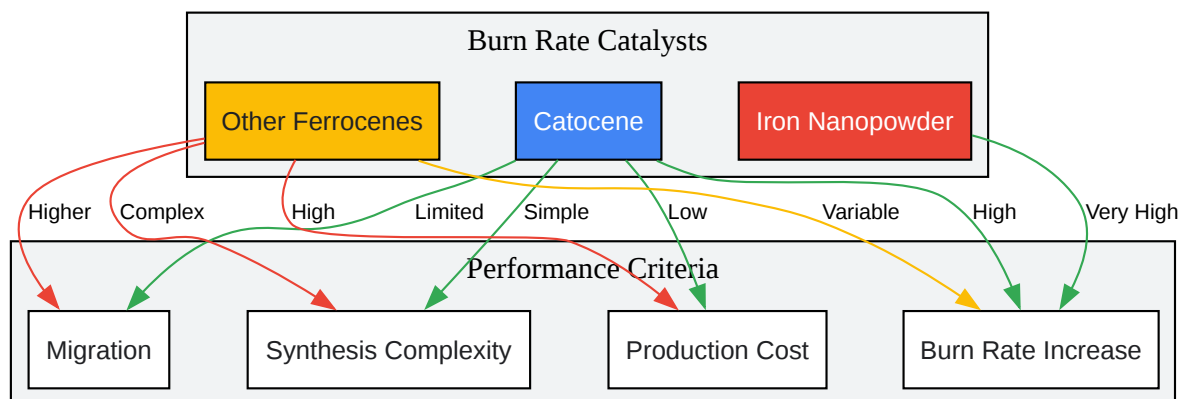 Burn Rate Catalysts
Other Ferrocenes
Catocene
Iron Nanopowder
Higher
Complex
High
Limited
Simple
Low
Variable
High
Very High
Performance Criteria
Migration
Synthesis Complexity
Production Cost
Burn Rate Increase